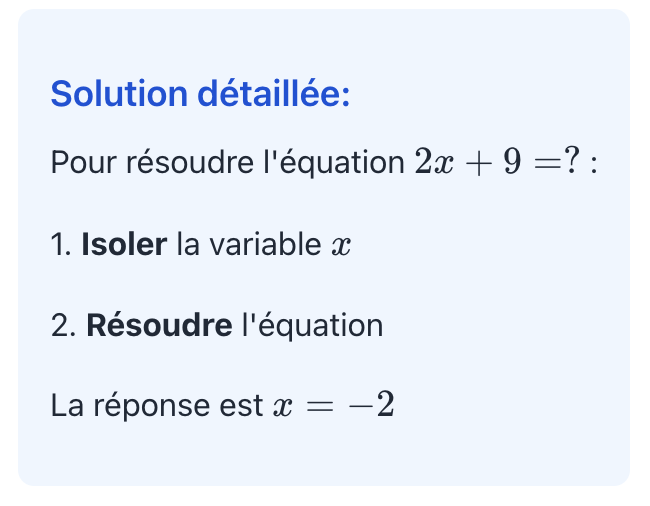 Solution détaillée:
Pour résoudre l'équation 2x + 9 =? :
1. Isoler la variable x
2. Résoudre l'équation
La réponse est x = −2